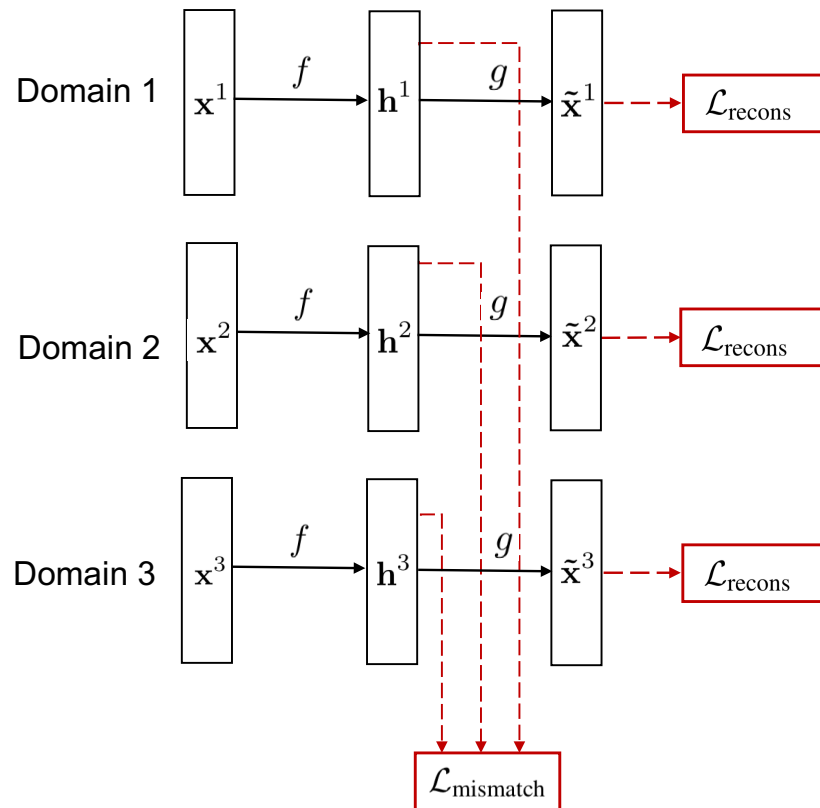 Domain 1 x¹ f h¹ g x̃¹ ℒrecons
Domain 2 x² f h² g x̃² ℒrecons
Domain 3 x³ f h³ g x̃³ ℒrecons
ℒmismatch